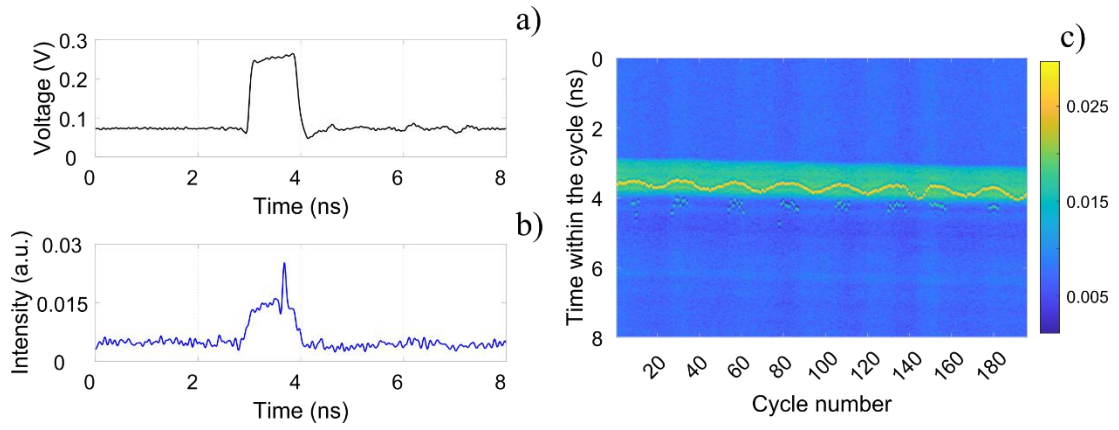 a)
0.3
0.2
0.1
0
Voltage (V)
0 2 4 6 8
Time (ns)
b)
0.03
0.015
0
Intensity (a.u.)
0 2 4 6 8
Time (ns)
c)
0
2
4
6
8
Time within the cycle (ns)
20 40 60 80 100 120 140 160 180
Cycle number
0.025
0.015
0.005